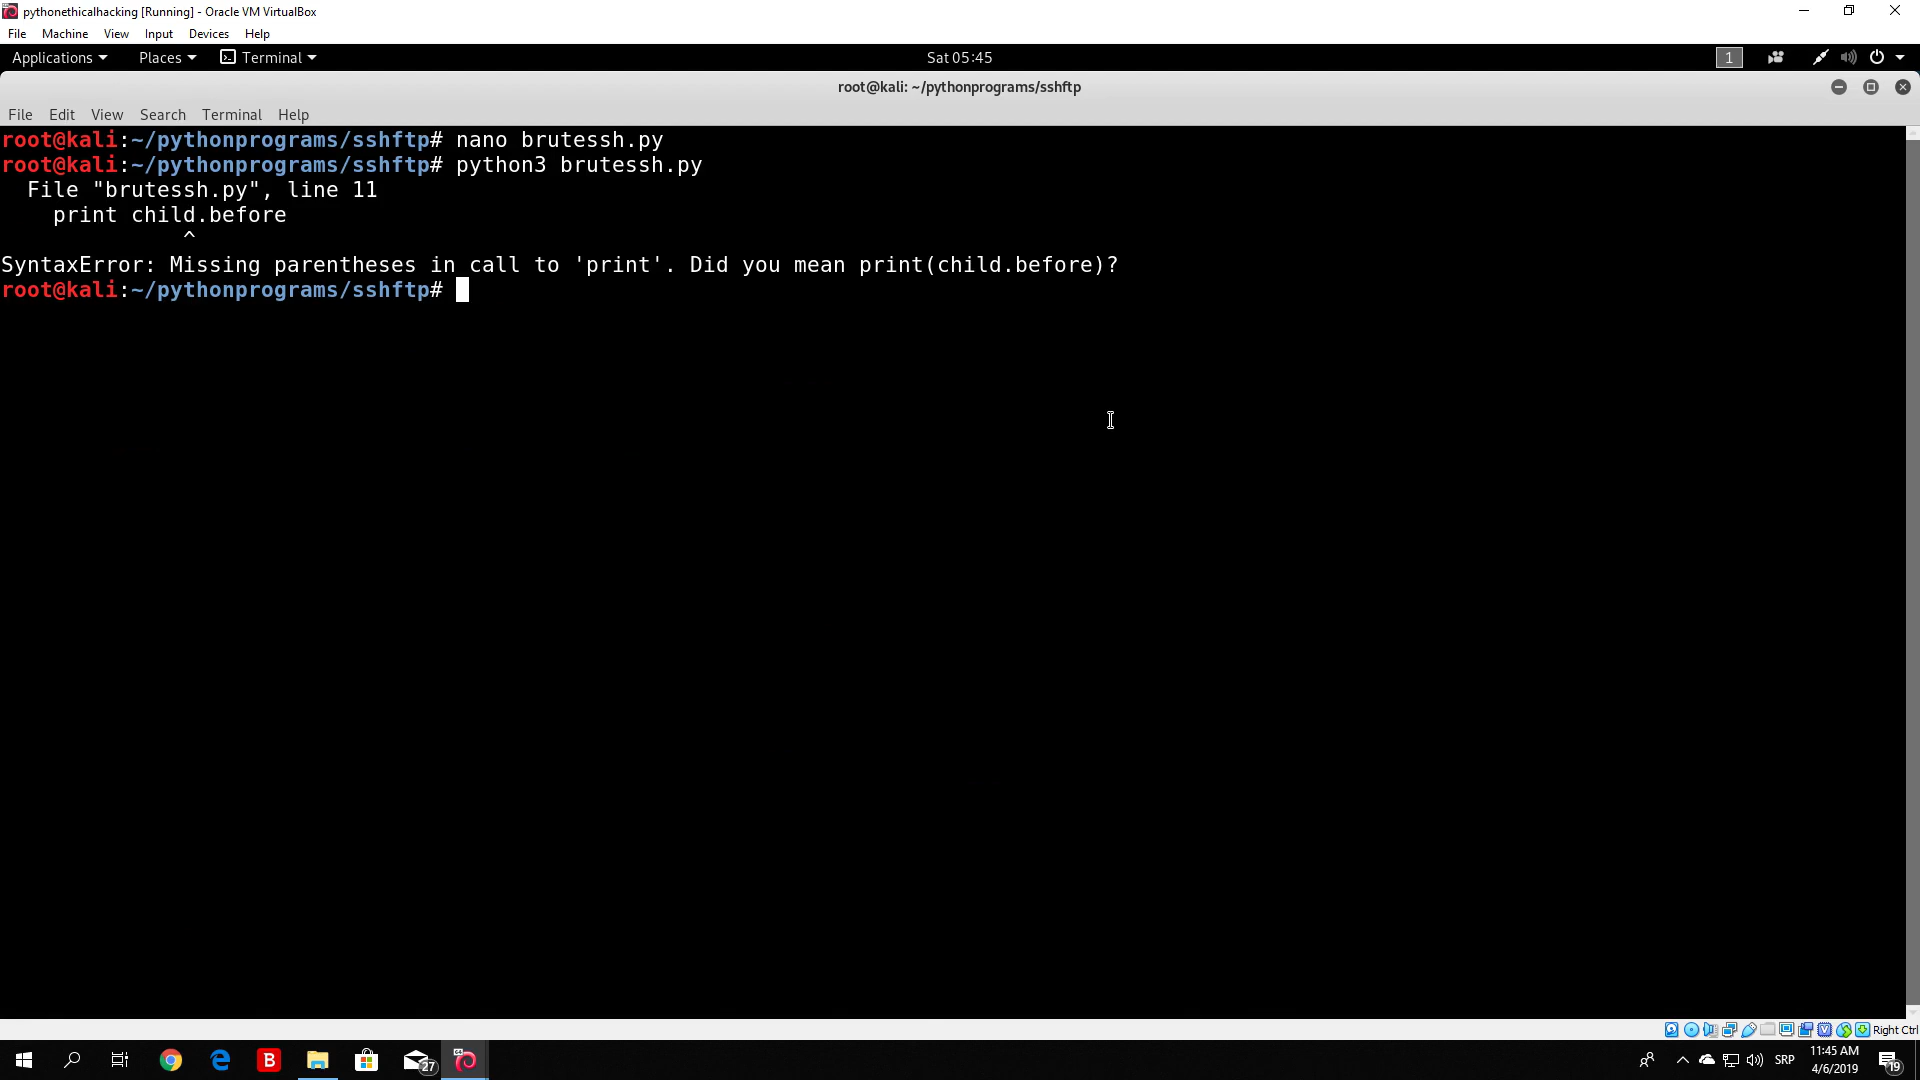 pythonethicalhacking [Running] - Oracle VM VirtualBox
File Machine View Input Devices Help
Applications Places Terminal Sat 05:45 1
root@kali: ~/pythonprograms/sshftp
File Edit View Search Terminal Help
root@kali:~/pythonprograms/sshftp# nano brutessh.py
root@kali:~/pythonprograms/sshftp# python3 brutessh.py
  File "brutessh.py", line 11
    print child.before
              ^
SyntaxError: Missing parentheses in call to 'print'. Did you mean print(child.before)?
root@kali:~/pythonprograms/sshftp#
Right Ctrl
B 27 64 SRP 11:45 AM 19
4/6/2019